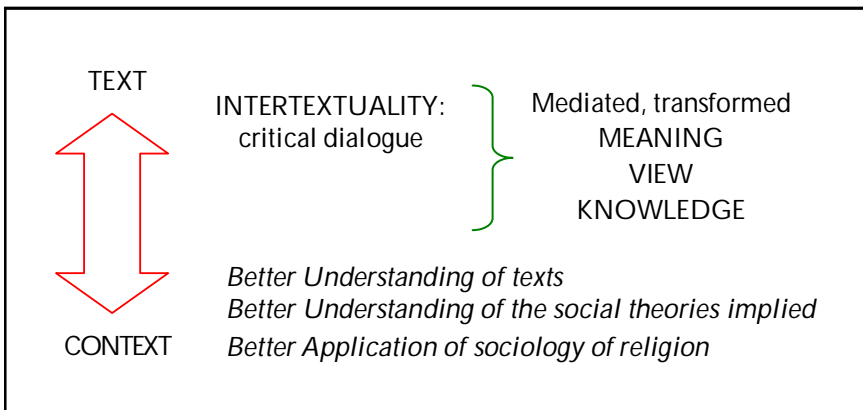 TEXT
INTERTEXTUALITY:
critical dialogue
Mediated, transformed
MEANING
VIEW
KNOWLEDGE
Better Understanding of texts
Better Understanding of the social theories implied
CONTEXT
Better Application of sociology of religion